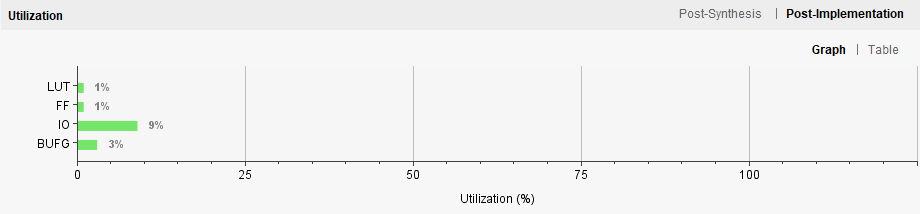 Utilization
Post-Synthesis | Post-Implementation
Graph | Table
LUT 1%
FF 1%
IO 9%
BUFG 3%
0 25 50 75 100
Utilization (%)